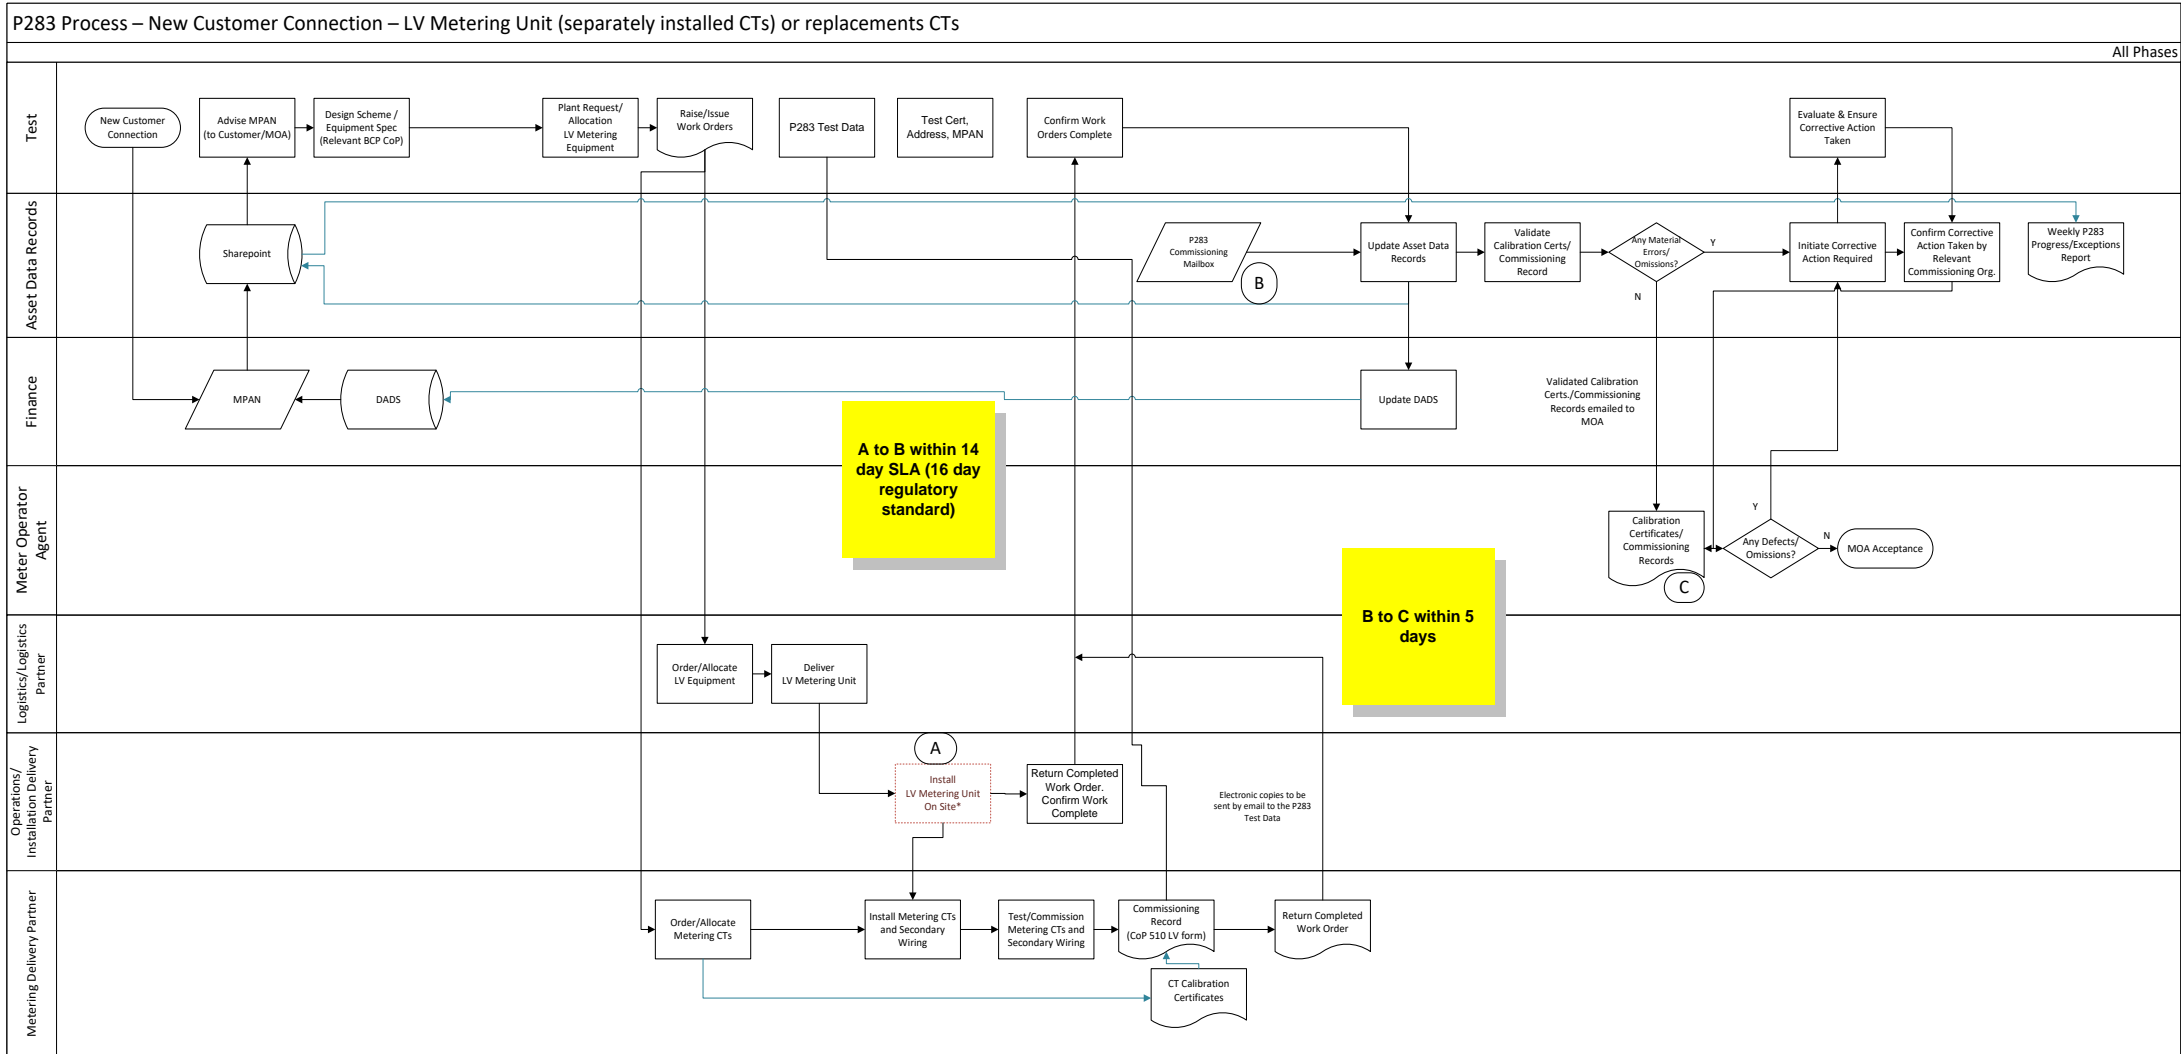 P283 Process – New Customer Connection – LV Metering Unit (separately installed CTs) or replacements CTs
All Phases
Test
New Customer
Connection
Advise MPAN
(to Customer/MOA)
Design Scheme /
Equipment Spec
(Relevant BCP CoP)
Plant Request/
Allocation
LV Metering
Equipment
Raise/Issue
Work Orders
P283 Test Data
Test Cert,
Address, MPAN
Confirm Work
Orders Complete
Evaluate & Ensure
Corrective Action
Taken
Asset Data Records
Sharepoint
P283
Commissioning
Mailbox
B
Update Asset Data
Records
Validate
Calibration Certs/
Commissioning
Record
Any Material
Errors/
Omissions?
Y
N
Initiate Corrective
Action Required
Confirm Corrective
Action Taken by
Relevant
Commissioning Org.
Weekly P283
Progress/Exceptions
Report
Finance
MPAN
DADS
Update DADS
Validated Calibration
Certs./Commissioning
Records emailed to
MOA
A to B within 14
day SLA (16 day
regulatory
standard)
Meter Operator
Agent
Calibration
Certificates/
Commissioning
Records
C
Y
Any Defects/
Omissions?
N
MOA Acceptance
B to C within 5
days
Logistics/Logistics
Partner
Order/Allocate
LV Equipment
Deliver
LV Metering Unit
Operations/
Installation Delivery
Partner
A
Install
LV Metering Unit
On Site*
Return Completed
Work Order.
Confirm Work
Complete
Electronic copies to be
sent by email to the P283
Test Data
Metering Delivery Partner
Order/Allocate
Metering CTs
Install Metering CTs
and Secondary
Wiring
Test/Commission
Metering CTs and
Secondary Wiring
Commissioning
Record
(CoP 510 LV form)
Return Completed
Work Order
CT Calibration
Certificates